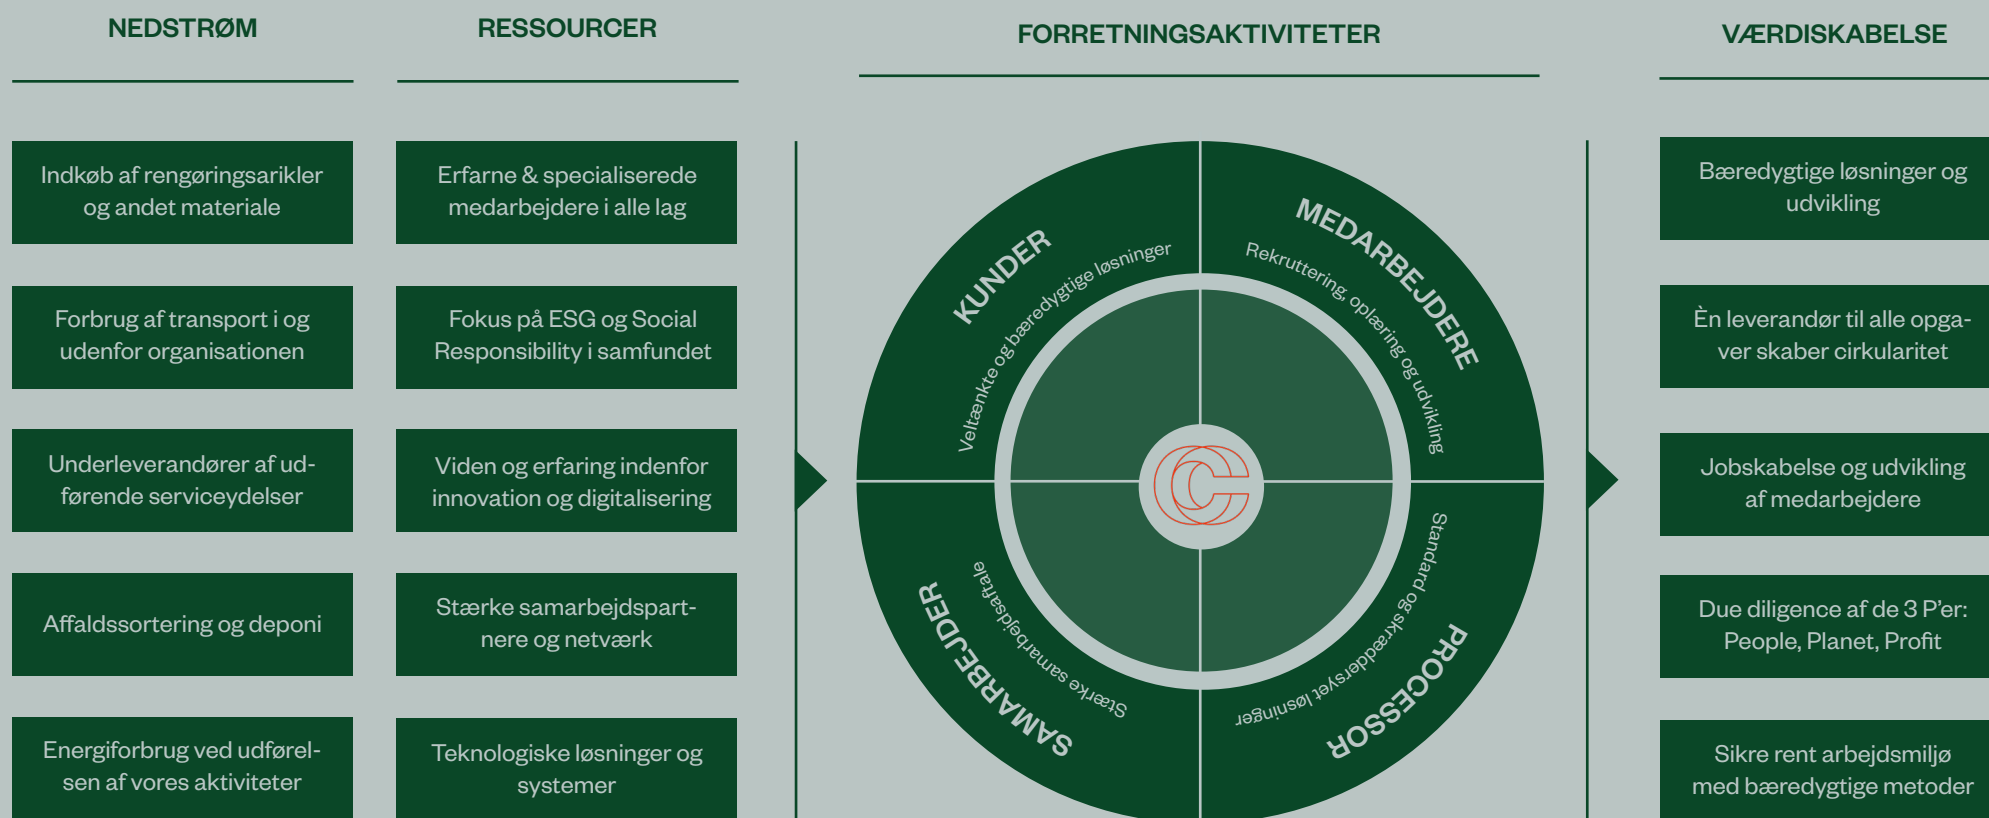 NEDSTRØM
Indkøb af rengøringsarikler
og andet materiale
Forbrug af transport i og
udenfor organisationen
Underleverandører af ud-
førende serviceydelser
Affaldssortering og deponi
Energiforbrug ved udførel-
sen af vores aktiviteter
RESSOURCER
Erfarne & specialiserede
medarbejdere i alle lag
Fokus på ESG og Social
Responsibility i samfundet
Viden og erfaring indenfor
innovation og digitalisering
Stærke samarbejdspart-
nere og netværk
Teknologiske løsninger og
systemer
FORRETNINGSAKTIVITETER
KUNDER
Veltænkte og bæredygtige løsninger
MEDARBEJDERE
Rekruttering, oplæring og udvikling
SAMARBEJDER
Stærke samarbejdsaftale
PROCESSOR
Standard og skræddersyet løsninger
VÆRDISKABELSE
Bæredygtige løsninger og
udvikling
Èn leverandør til alle opga-
ver skaber cirkularitet
Jobskabelse og udvikling
af medarbejdere
Due diligence af de 3 P'er:
People, Planet, Profit
Sikre rent arbejdsmiljø
med bæredygtige metoder